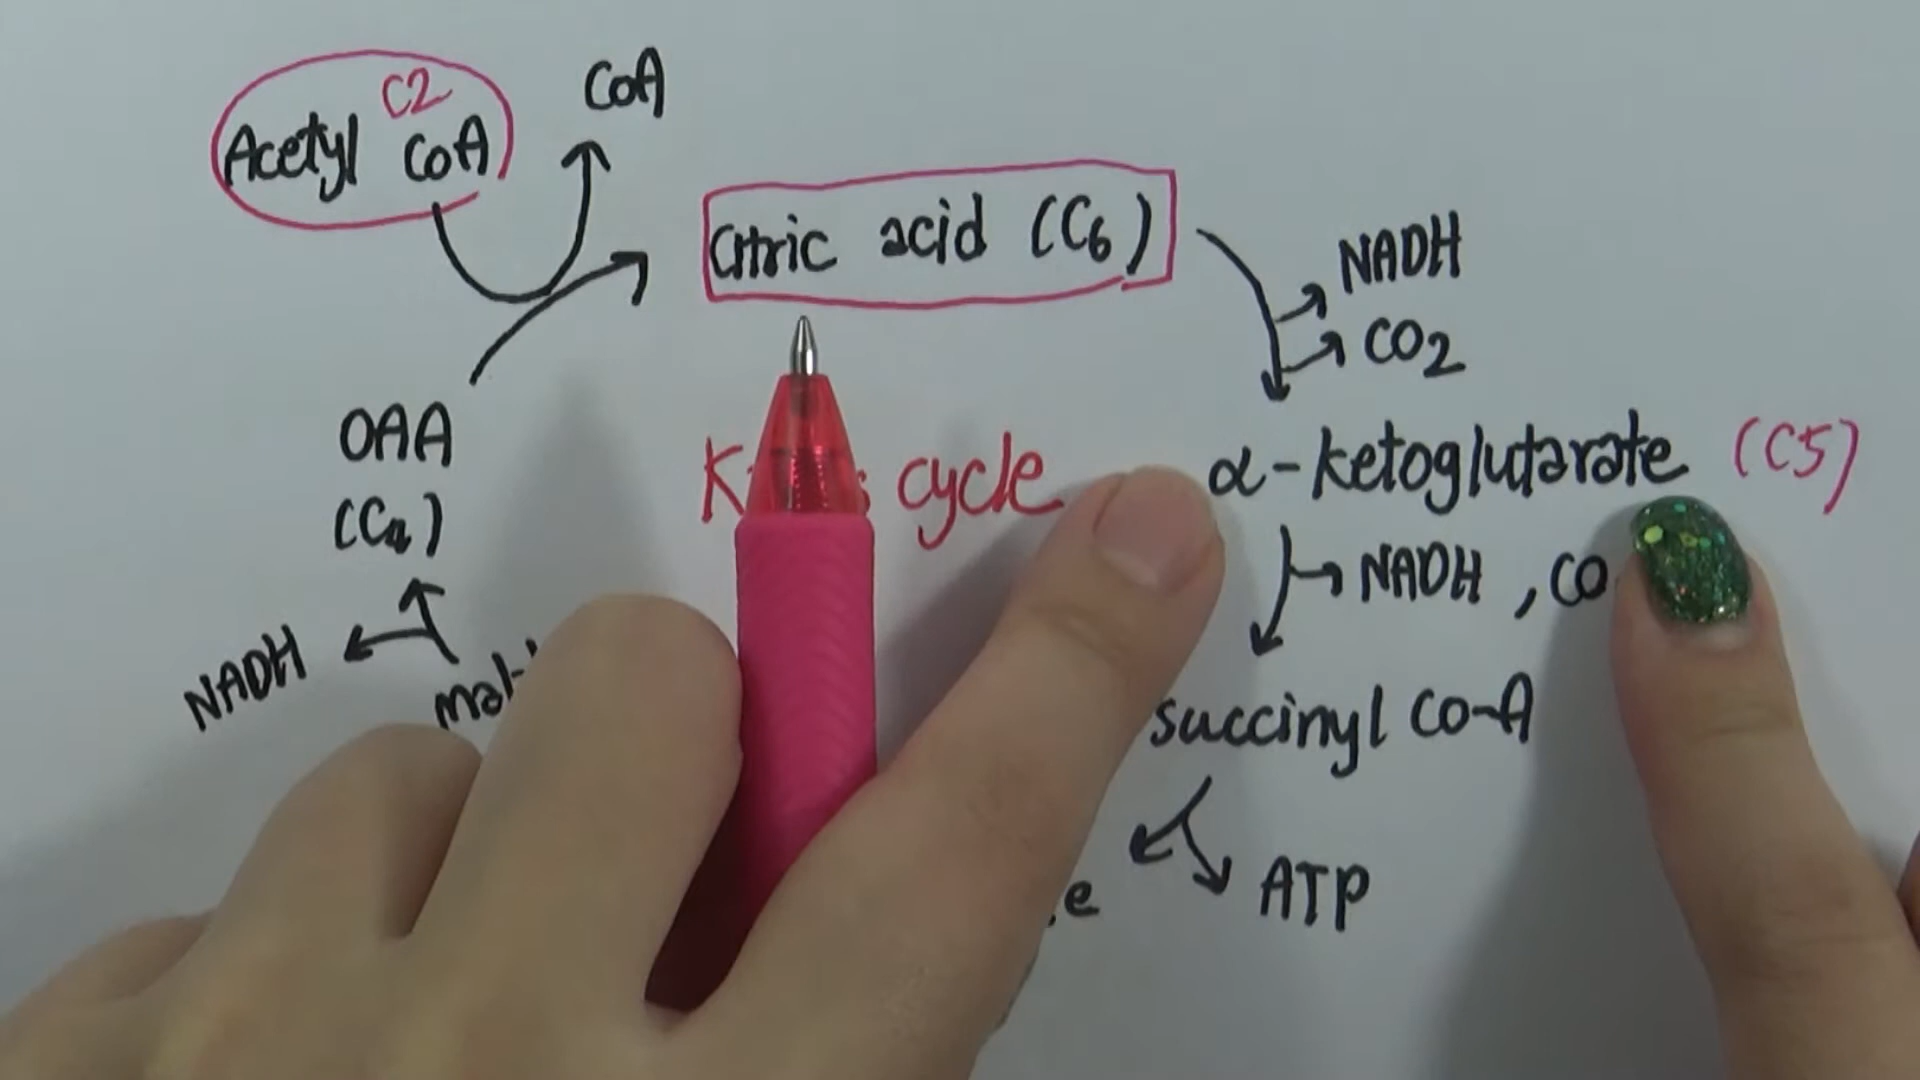 C2
CoA
Acetyl CoA
Citric acid (C6)
NADH
CO2
OAA
(C4)
cycle
α-ketoglutarate (C5)
NADH , CO
NADH
succinyl CO-A
ATP